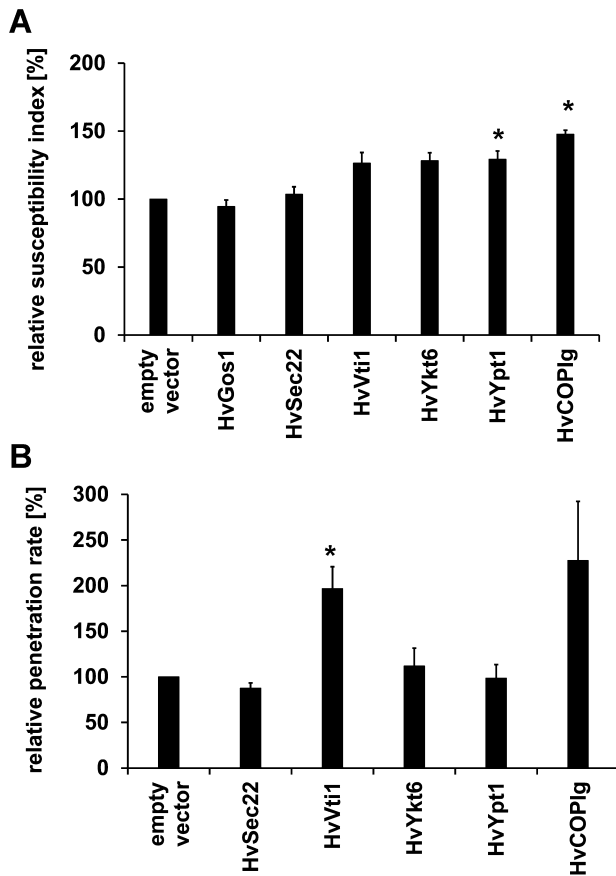 A
relative susceptibility index [%]
200
150
100
50
0
*
*
empty
vector
HvGos1
HvSec22
HvVti1
HvYkt6
HvYpt1
HvCOPIg
B
relative penetration rate [%]
300
250
200
150
100
50
0
*
empty
vector
HvSec22
HvVti1
HvYkt6
HvYpt1
HvCOPIg